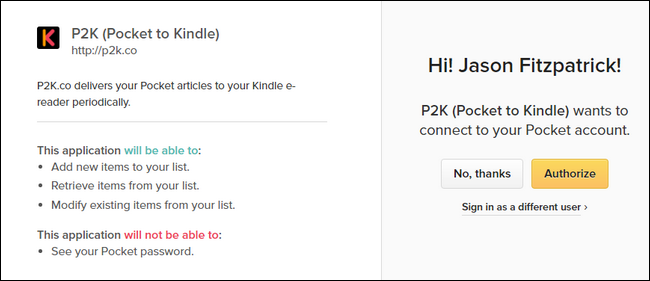 P2K (Pocket to Kindle)
http://p2k.co
P2K.co delivers your Pocket articles to your Kindle e-
reader periodically.
This application will be able to:
• Add new items to your list.
• Retrieve items from your list.
• Modify existing items from your list.
This application will not be able to:
• See your Pocket password.
Hi! Jason Fitzpatrick!
P2K (Pocket to Kindle) wants to
connect to your Pocket account.
No, thanks
Authorize
Sign in as a different user ›